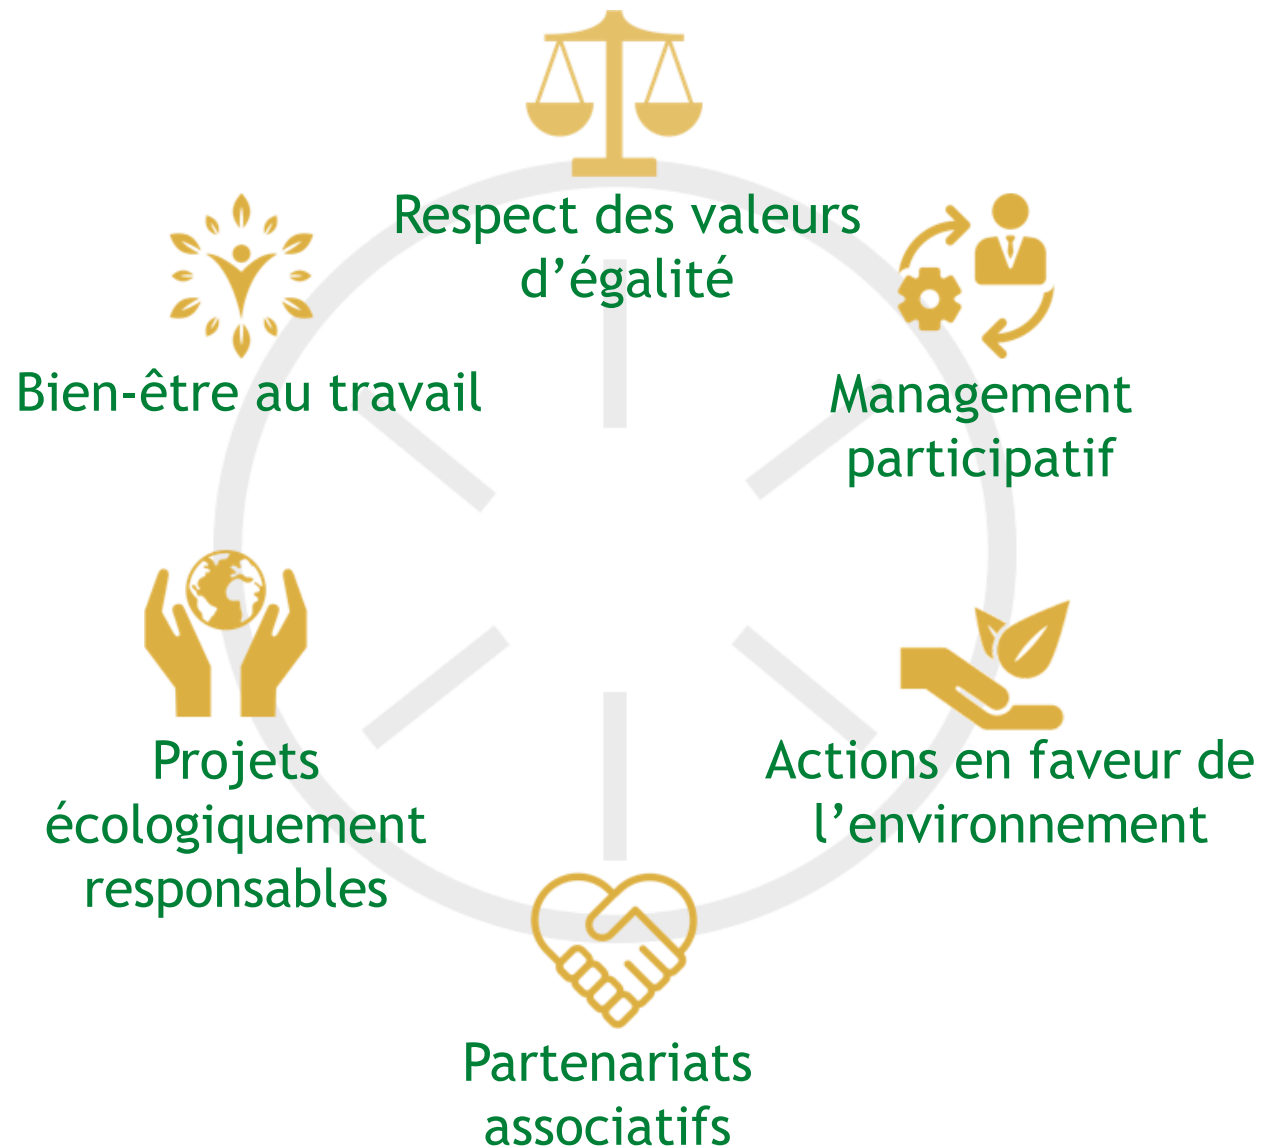 Respect des valeurs
d’égalité
Bien-être au travail
Management
participatif
Projets
écologiquement
responsables
Actions en faveur de
l’environnement
Partenariats
associatifs